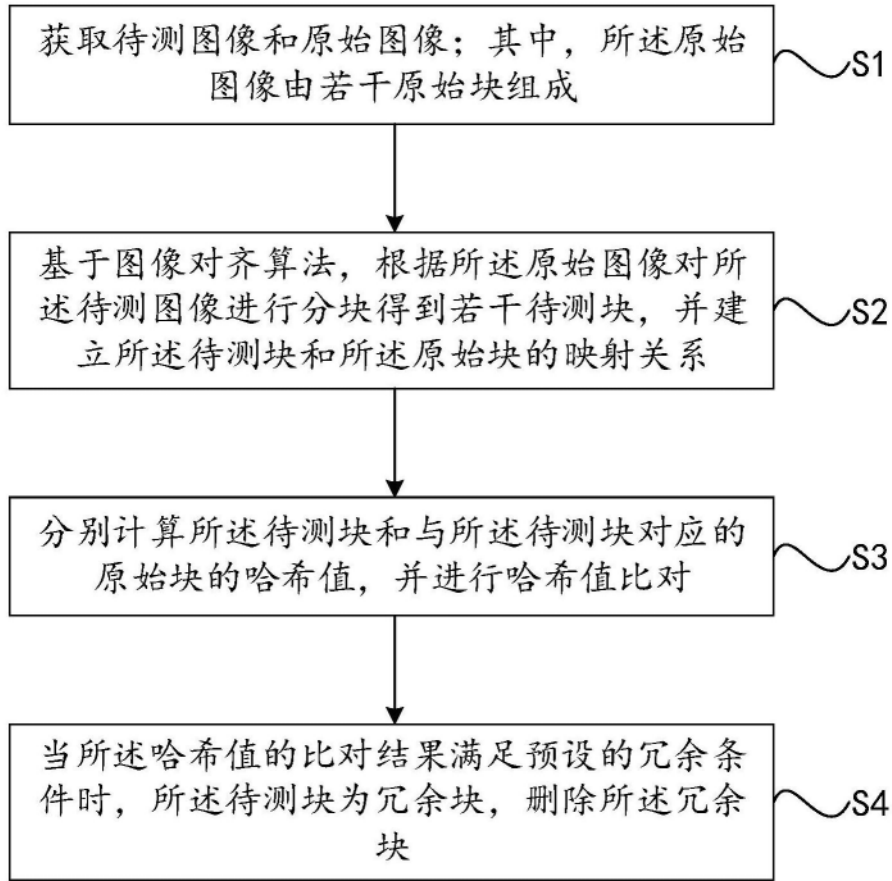 获取待测图像和原始图像；其中，所述原始
图像由若干原始块组成
S1
基于图像对齐算法，根据所述原始图像对所
述待测图像进行分块得到若干待测块，并建
立所述待测块和所述原始块的映射关系
S2
分别计算所述待测块和与所述待测块对应的
原始块的哈希值，并进行哈希值比对
S3
当所述哈希值的比对结果满足预设的冗余条
件时，所述待测块为冗余块，删除所述冗余
块
S4